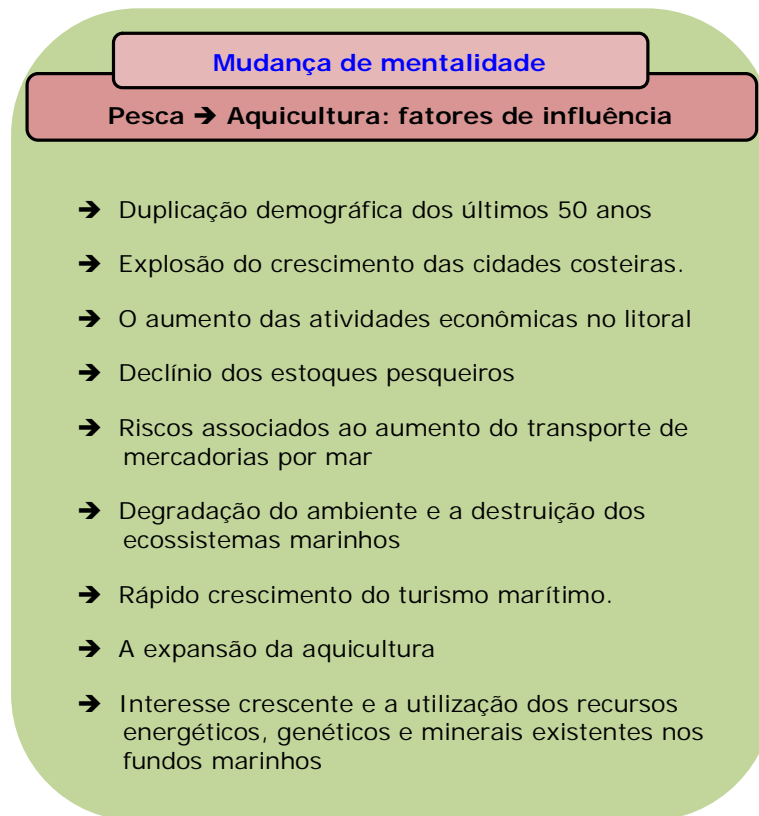 Mudança de mentalidade
Pesca ➔ Aquicultura: fatores de influência
➔ Duplicação demográfica dos últimos 50 anos
➔ Explosão do crescimento das cidades costeiras.
➔ O aumento das atividades econômicas no litoral
➔ Declínio dos estoques pesqueiros
➔ Riscos associados ao aumento do transporte de
mercadorias por mar
➔ Degradação do ambiente e a destruição dos
ecossistemas marinhos
➔ Rápido crescimento do turismo marítimo.
➔ A expansão da aquicultura
➔ Interesse crescente e a utilização dos recursos
energéticos, genéticos e minerais existentes nos
fundos marinhos